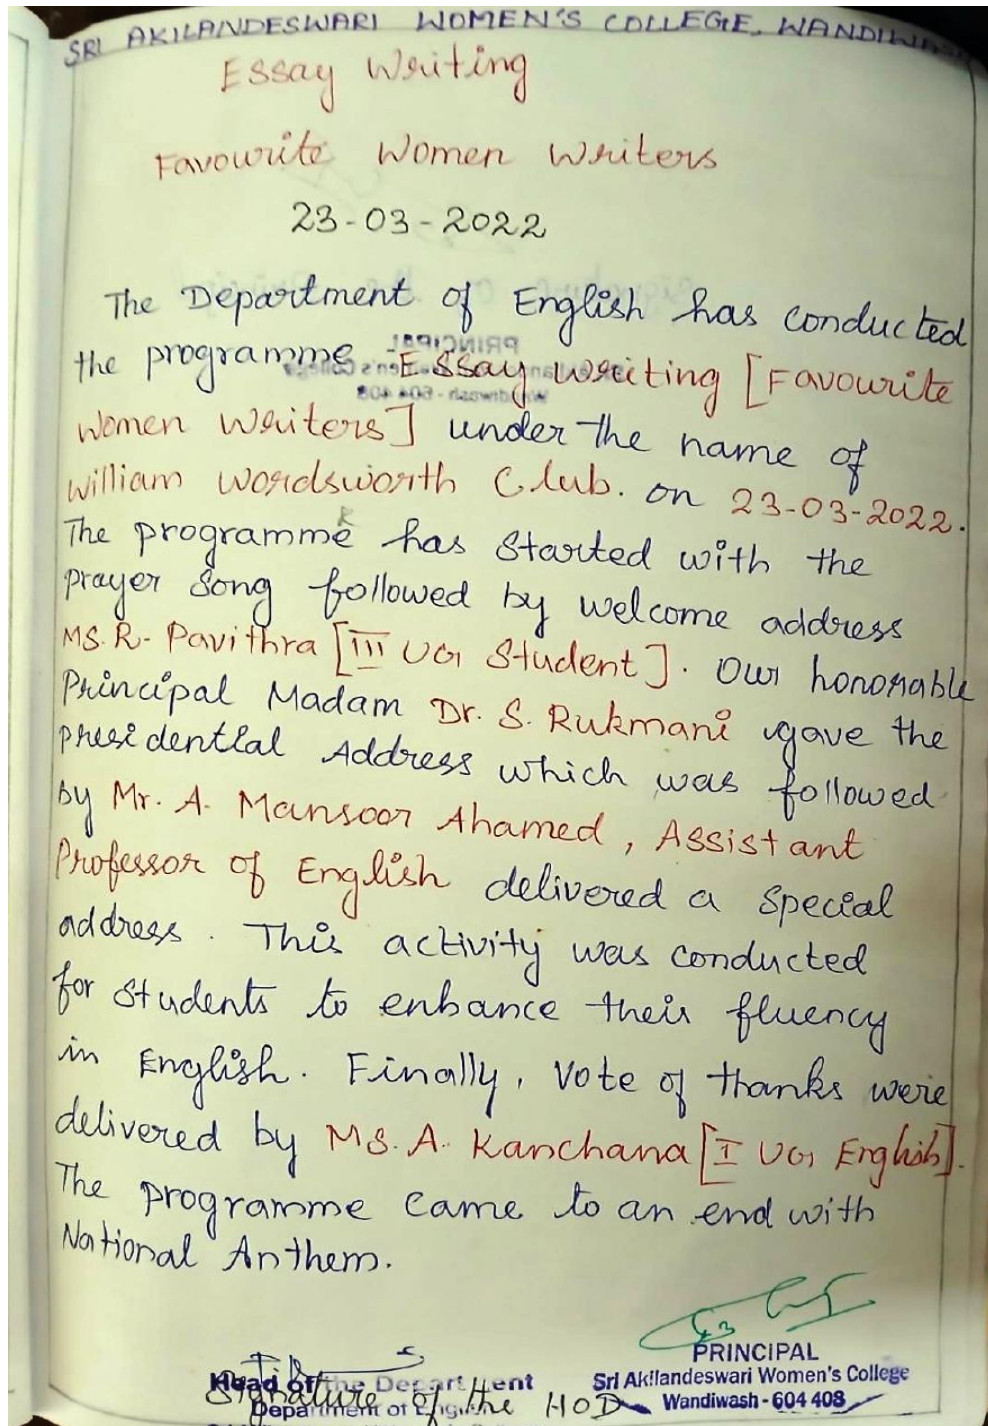 SRI AKILANDESWARI WOMEN'S COLLEGE, WANDIWASH
Essay Writing
Favourite Women Writers
23-03-2022
The Department of English has conducted
the programme Essay Writing [Favourite
Women Writers] under the name of
William Wordsworth Club. on 23-03-2022.
The programme has started with the
prayer song followed by welcome address
MS. R. Pavithra [III UG Student]. Our honorable
Principal Madam Dr. S. Rukmani gave the
presidential Address which was followed
by Mr. A. Mansoor Ahamed, Assistant
Professor of English delivered a special
address. This activity was conducted
for students to enhance their fluency
in English. Finally, Vote of thanks were
delivered by MS. A. Kanchana [I UG English].
The programme came to an end with
National Anthem.
PRINCIPAL
Sri Akilandeswari Women's College
Wandiwash - 604 408
Head of the Department
Signature of the HOD
Department of English